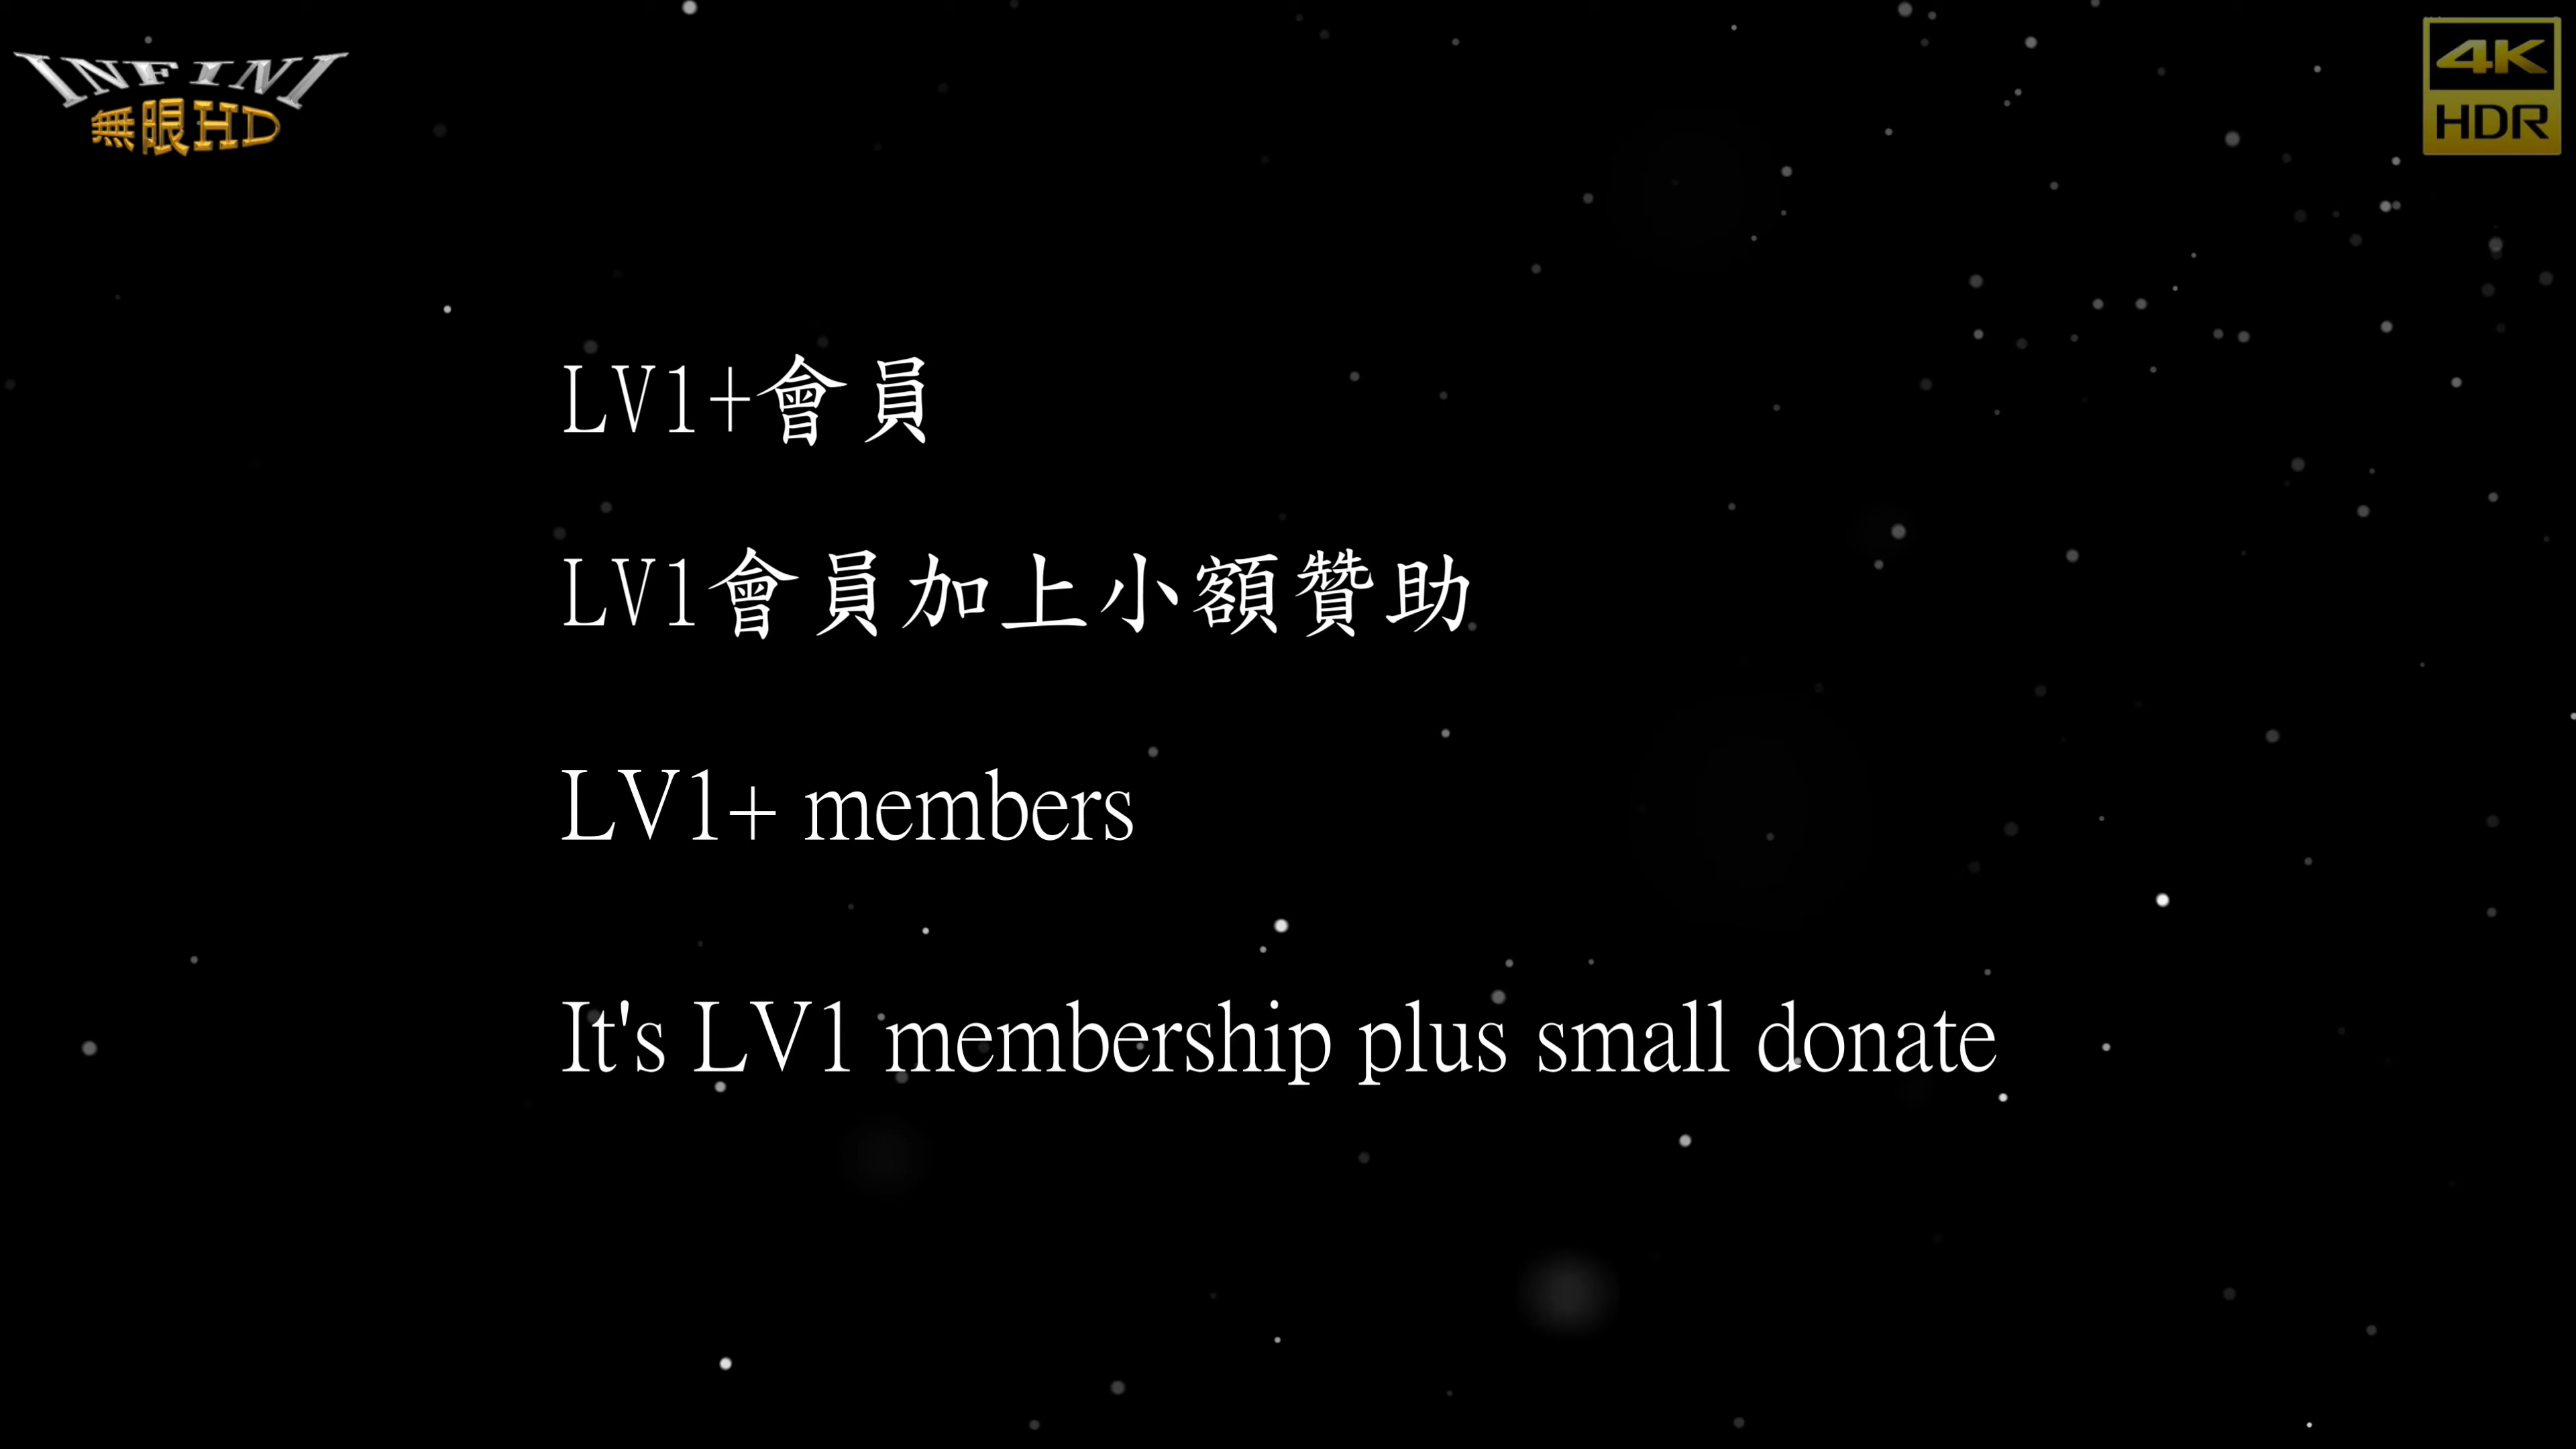 INFINI
無限HD
4K
HDR
LV1+會員
LV1會員加上小額贊助
LV1+ members
It's LV1 membership plus small donate